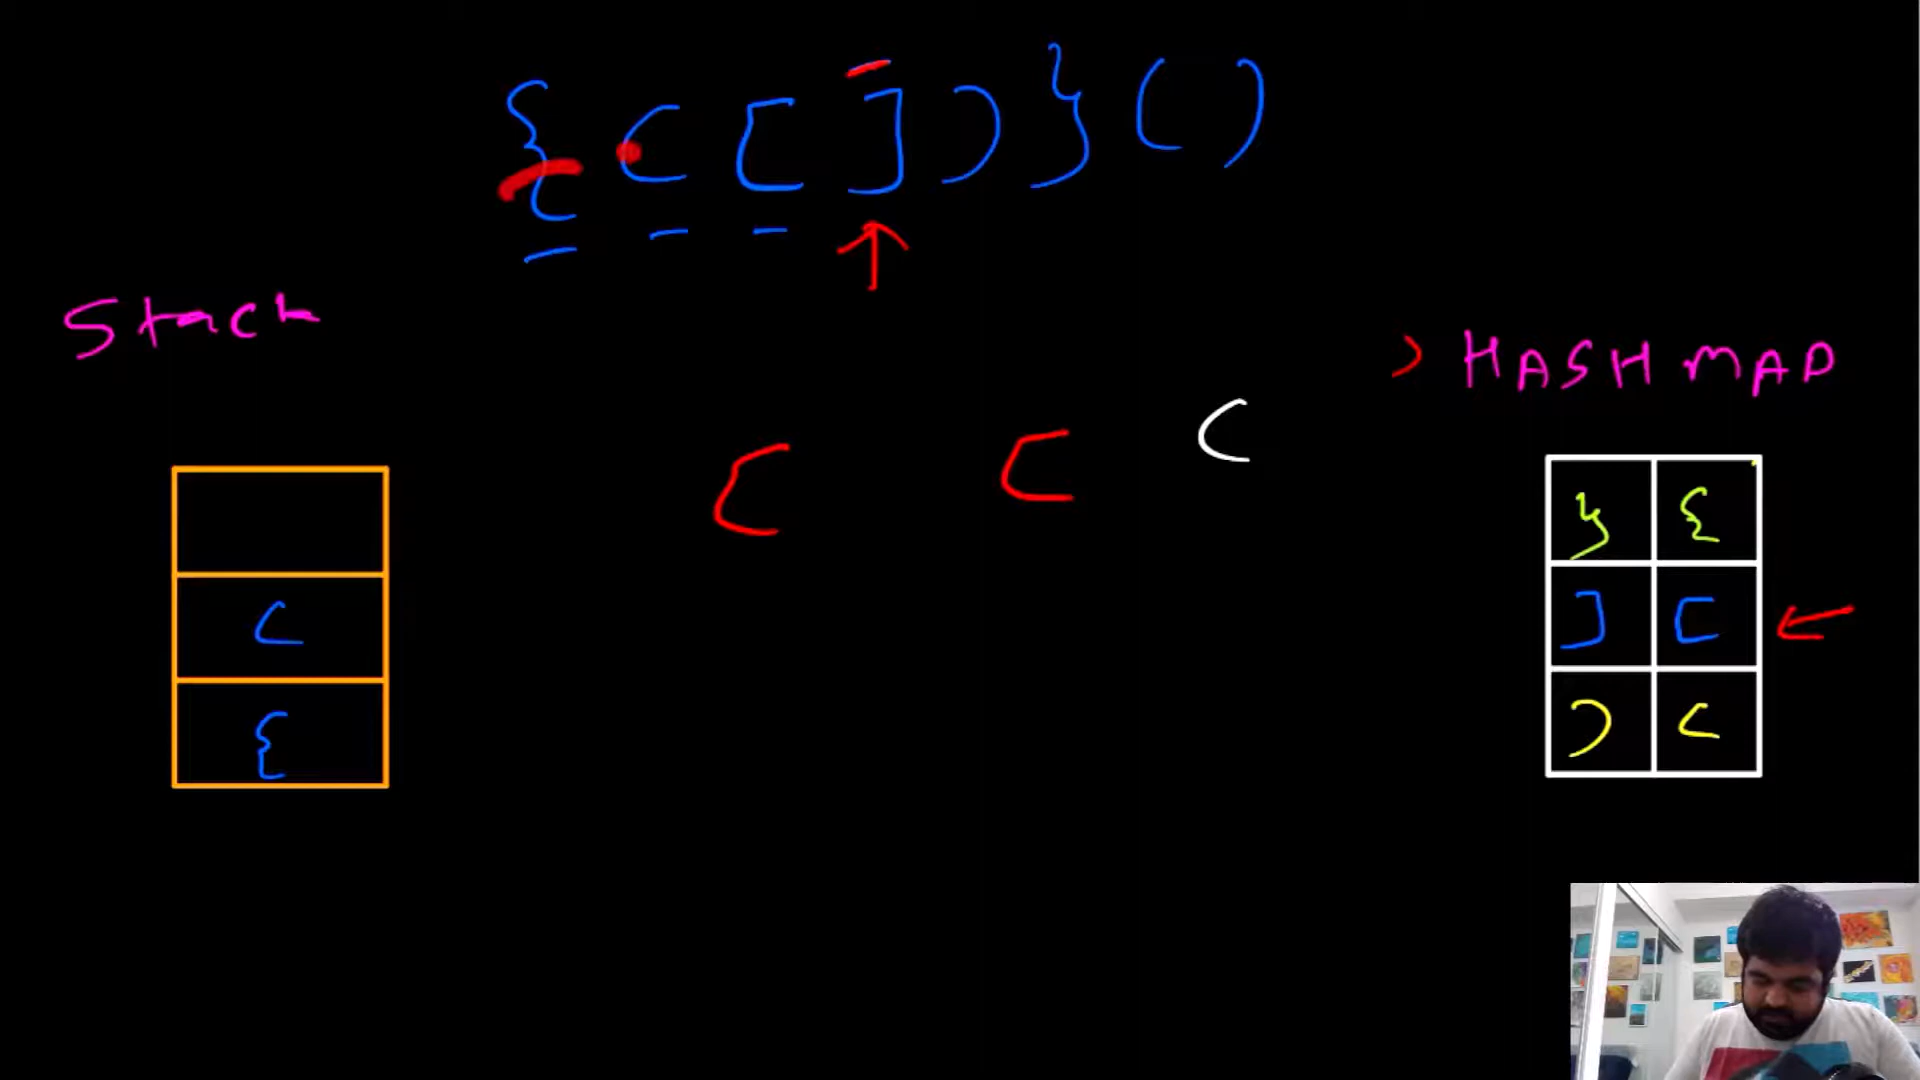 { ( [ ] ) } ( )
Stack
) HASHMAP
[ [ (
} {
] [
) (
(
{